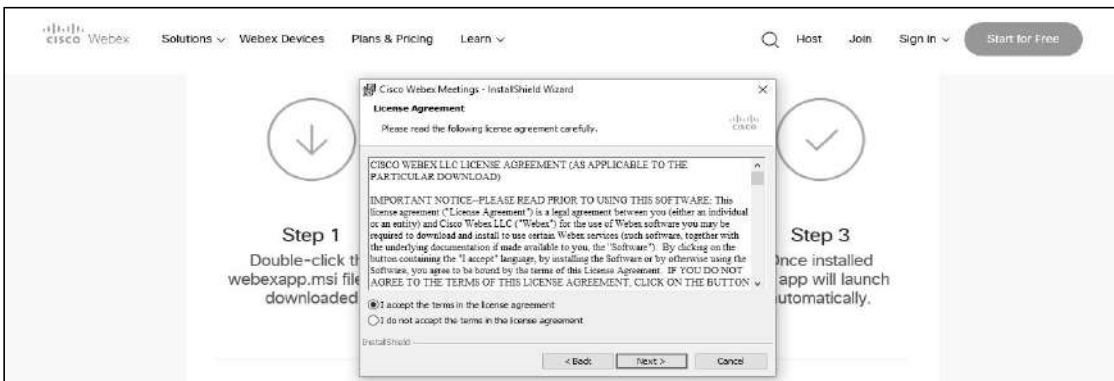 cisco Webex Solutions Webex Devices Plans & Pricing Learn Host Join Sign In Start for Free
Cisco Webex Meetings - InstallShield Wizard
License Agreement
Please read the following license agreement carefully.
CISCO
CISCO WEBEX LLC LICENSE AGREEMENT (AS APPLICABLE TO THE
PARTICULAR DOWNLOAD)
IMPORTANT NOTICE--PLEASE READ PRIOR TO USING THIS SOFTWARE: This
license agreement ("License Agreement") is a legal agreement between you (either an individual
or an entity) and Cisco Webex LLC ("Webex") for the use of Webex software you may be
required to download and install to use certain Webex services (such software, together with
the underlying documentation if made available to you, the "Software"). By clicking on the
button containing the "I accept" language, by installing the Software or by otherwise using the
Software, you agree to be bound by the terms of this License Agreement. IF YOU DO NOT
AGREE TO THE TERMS OF THIS LICENSE AGREEMENT, CLICK ON THE BUTTON
I accept the terms in the license agreement
I do not accept the terms in the license agreement
InstallShield
< Back Next > Cancel
Step 1
Double-click
webexapp.msi file
downloaded
Step 3
Once installed
app will launch
automatically.